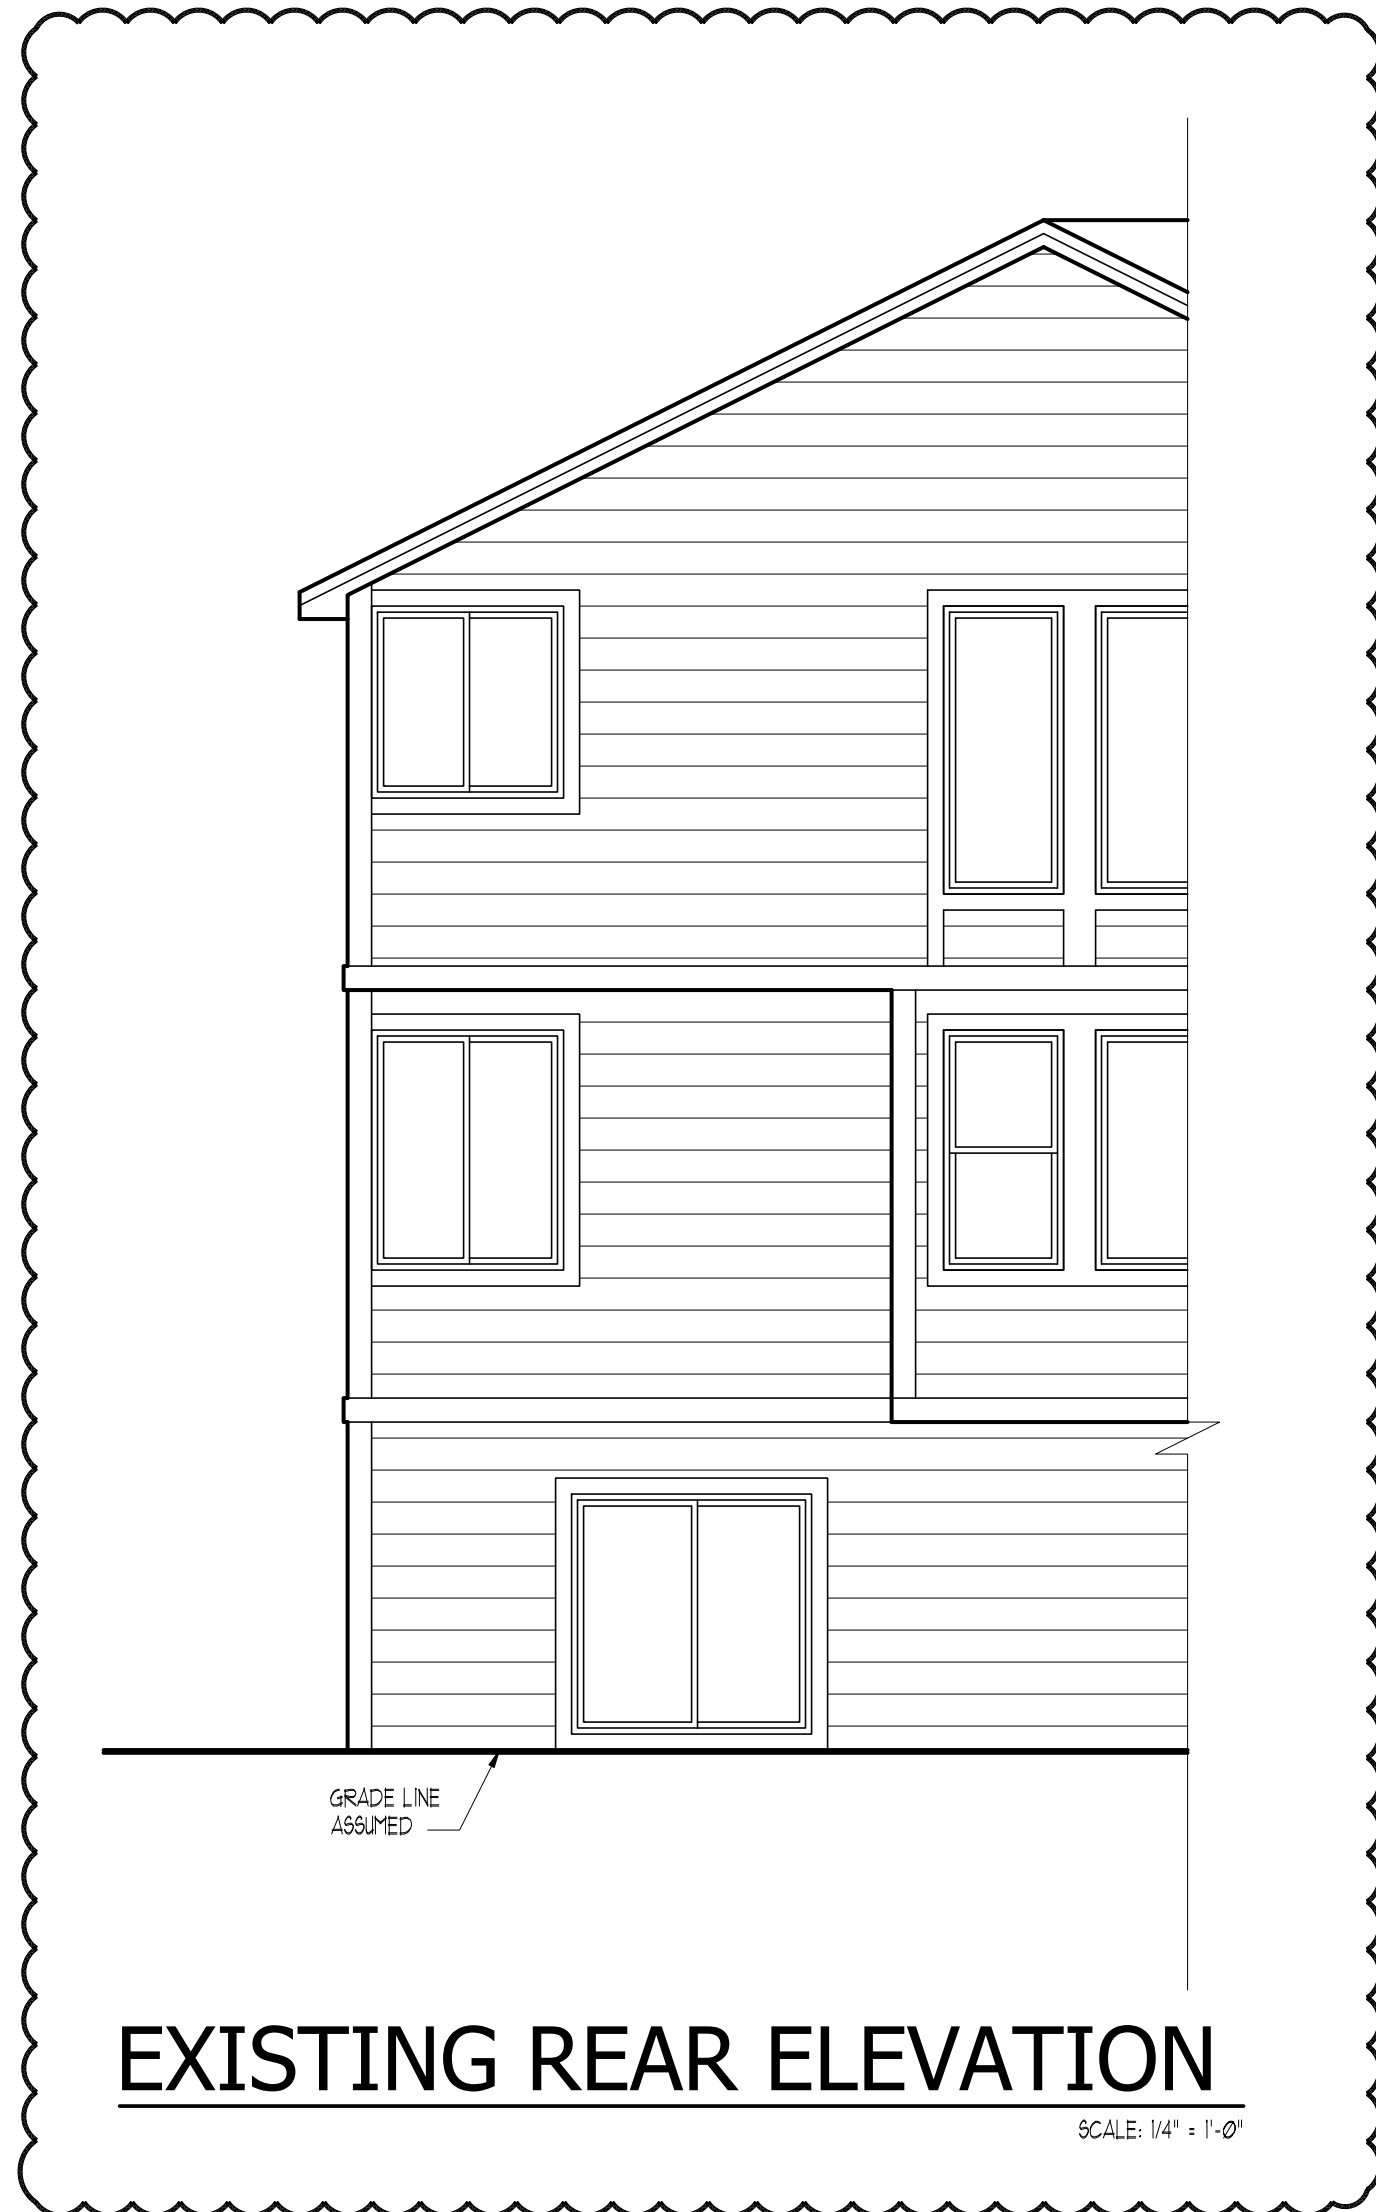 GRADE LINE
ASSUMED
EXISTING REAR ELEVATION
SCALE: 1/4" = 1'-0"